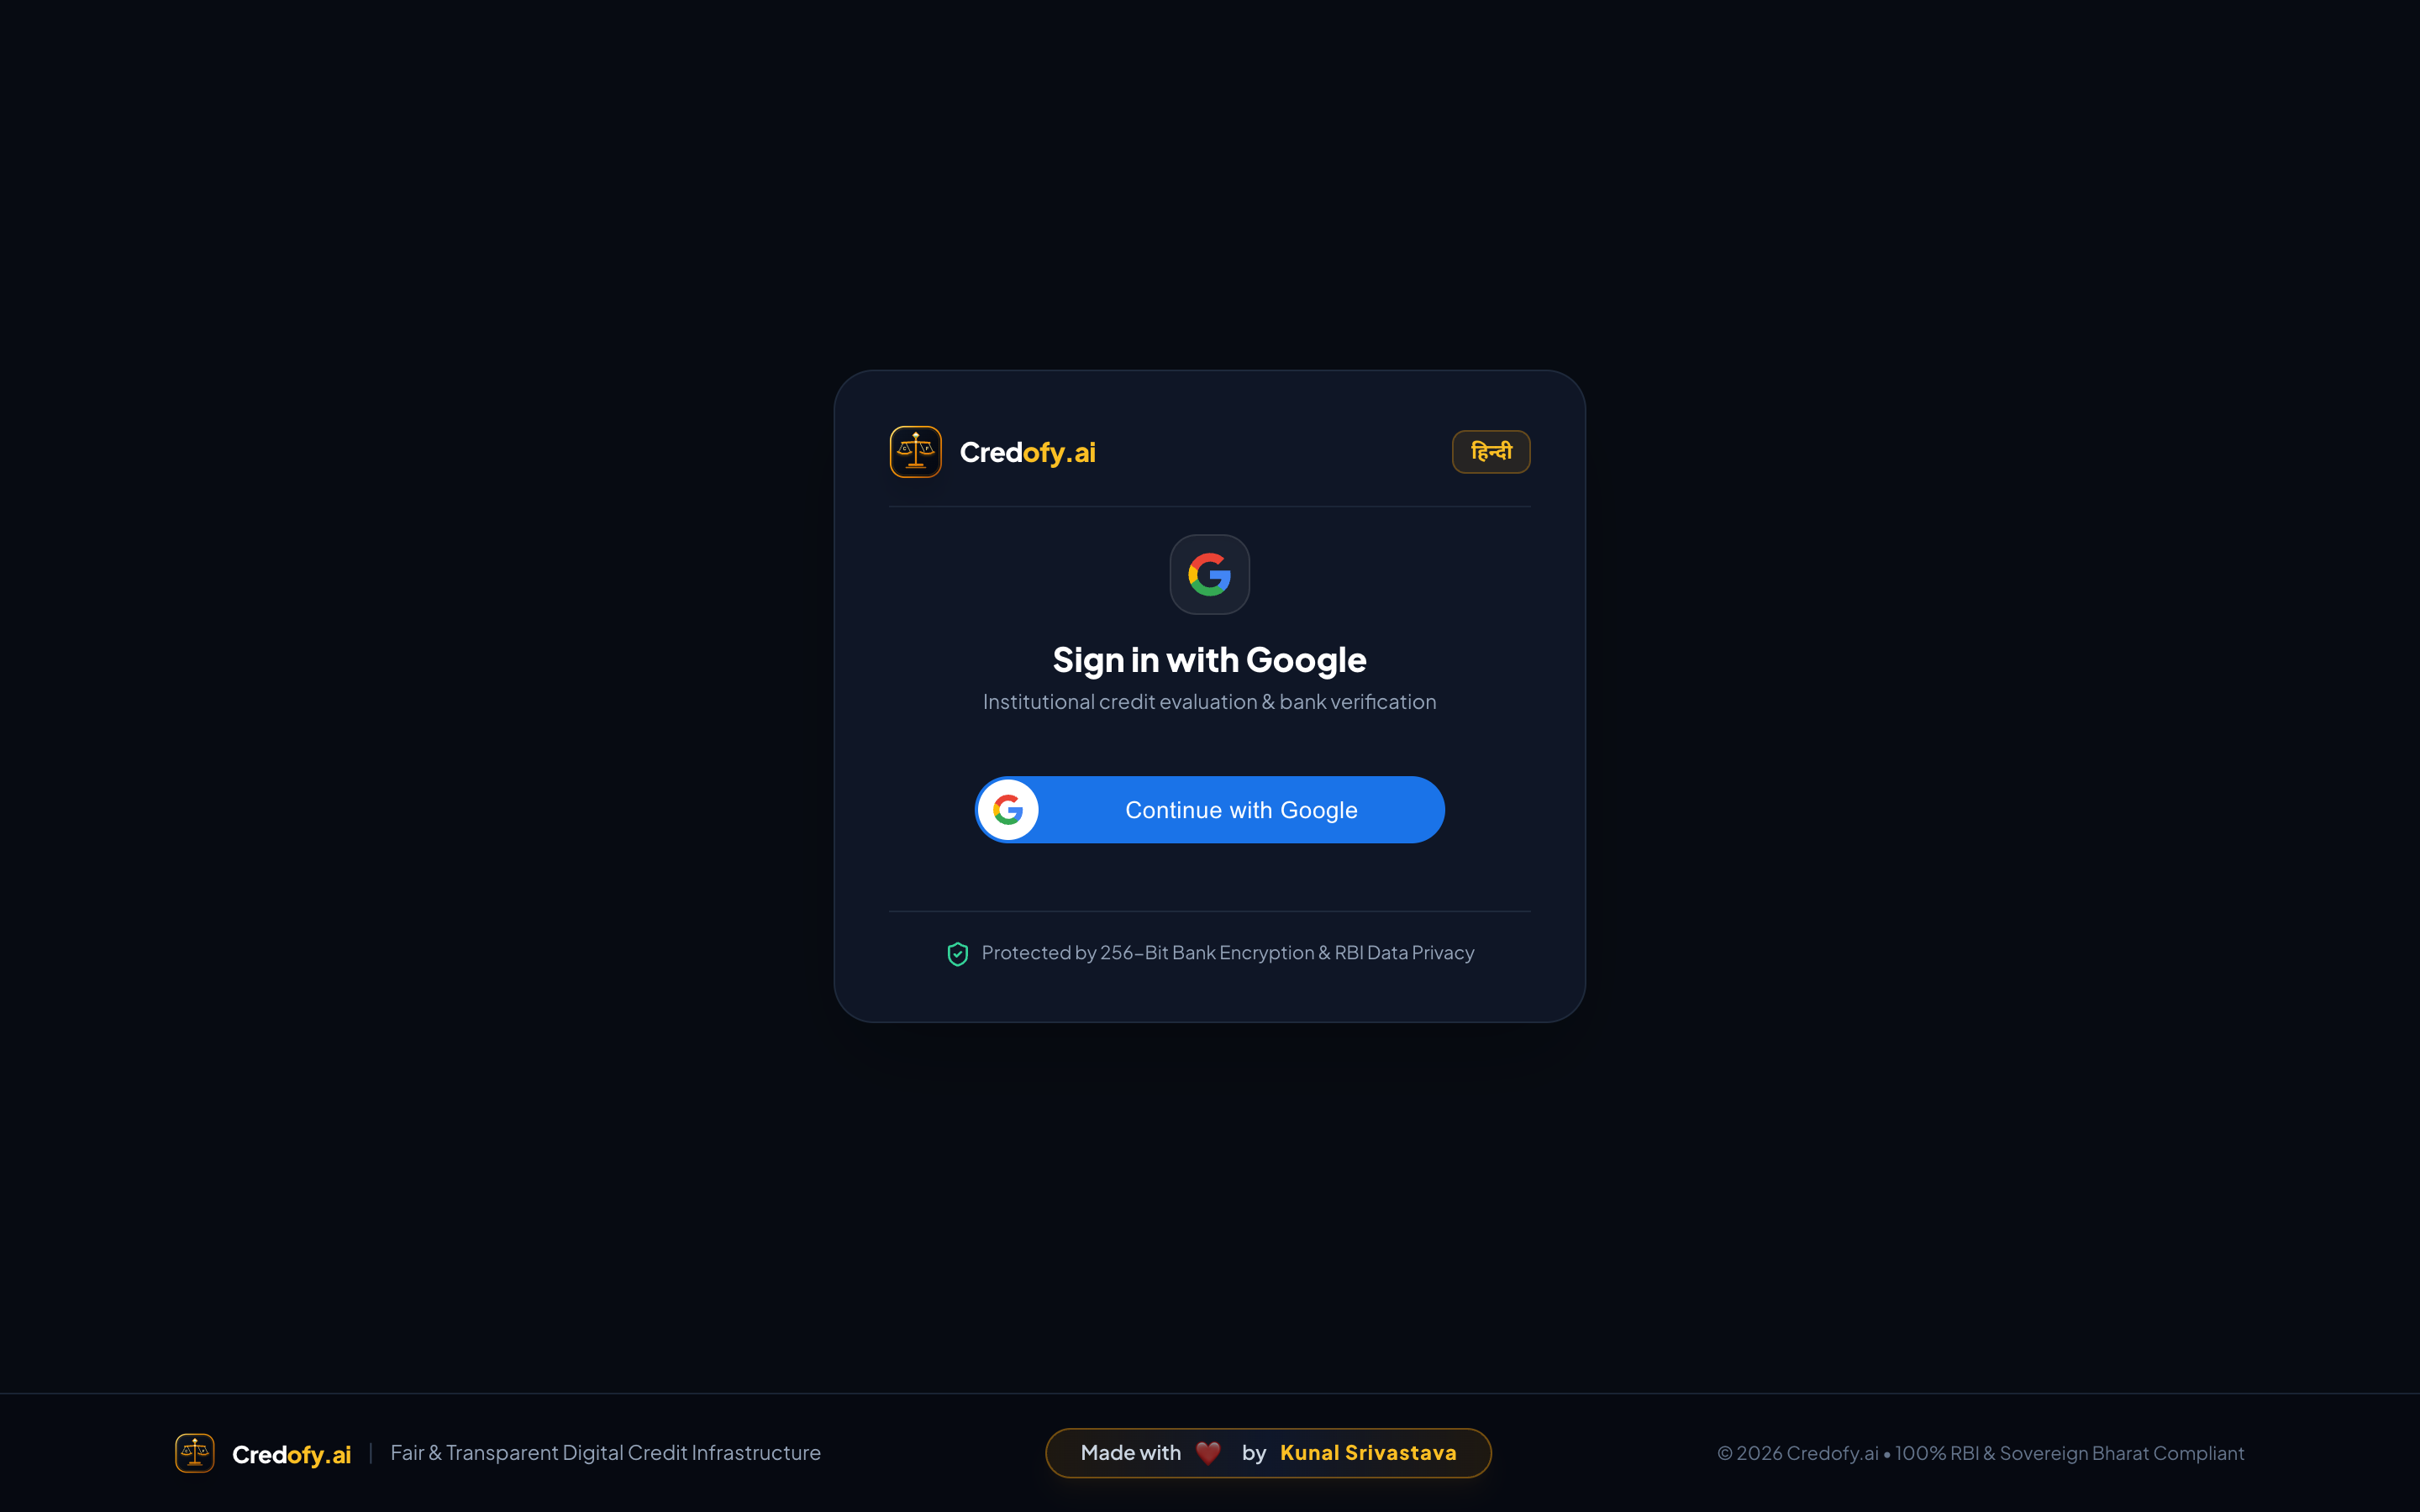 Credofy.ai
हिन्दी
Sign in with Google
Institutional credit evaluation & bank verification
Continue with Google
Protected by 256-Bit Bank Encryption & RBI Data Privacy
Credofy.ai | Fair & Transparent Digital Credit Infrastructure
Made with ❤️ by Kunal Srivastava
© 2026 Credofy.ai • 100% RBI & Sovereign Bharat Compliant